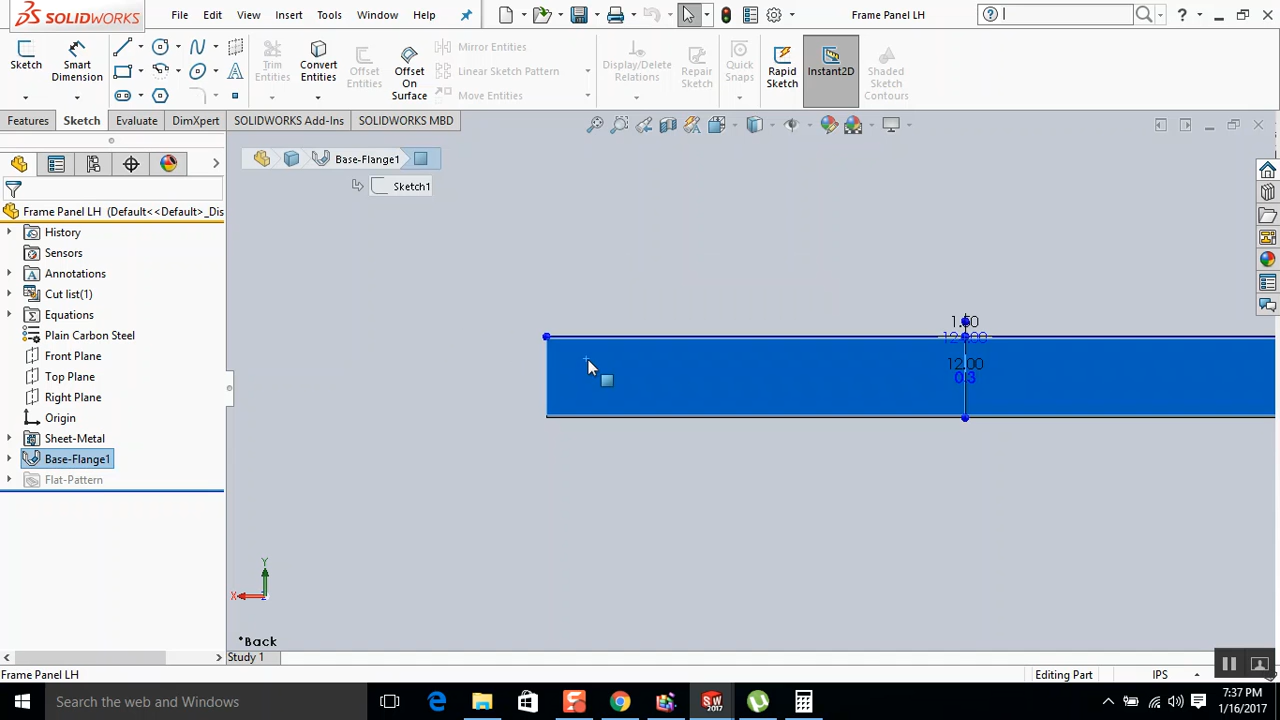 SOLIDWORKS
File
Edit
View
Insert
Tools
Window
Help
Frame Panel LH
Sketch
Smart Dimension
Trim Entities
Convert Entities
Offset Entities
Offset On Surface
Mirror Entities
Linear Sketch Pattern
Move Entities
Display/Delete Relations
Repair Sketch
Quick Snaps
Rapid Sketch
Instant2D
Shaded Sketch Contours
Features
Sketch
Evaluate
DimXpert
SOLIDWORKS Add-Ins
SOLIDWORKS MBD
Base-Flange1
Sketch1
Frame Panel LH (Default<<Default>_Dis
History
Sensors
Annotations
Cut list(1)
Equations
Plain Carbon Steel
Front Plane
Top Plane
Right Plane
Origin
Sheet-Metal
Base-Flange1
Flat-Pattern
12.00
Y
X
*Back
Study 1
Frame Panel LH
Editing Part
IPS
Search the web and Windows
SW
2017
7:37 PM
1/16/2017